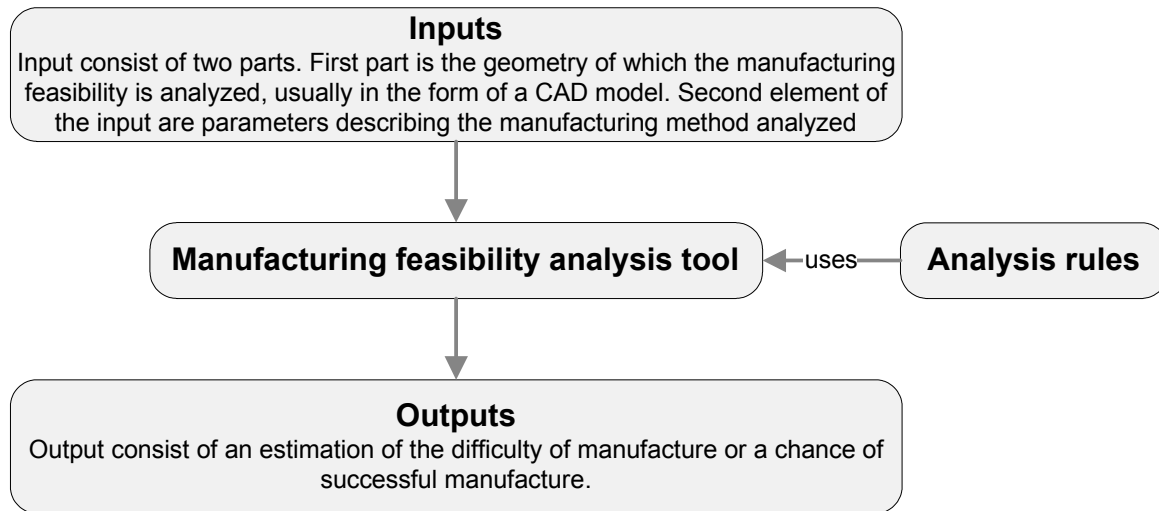 Inputs
Input consist of two parts. First part is the geometry of which the manufacturing
feasibility is analyzed, usually in the form of a CAD model. Second element of
the input are parameters describing the manufacturing method analyzed
Manufacturing feasibility analysis tool
uses
Analysis rules
Outputs
Output consist of an estimation of the difficulty of manufacture or a chance of
successful manufacture.